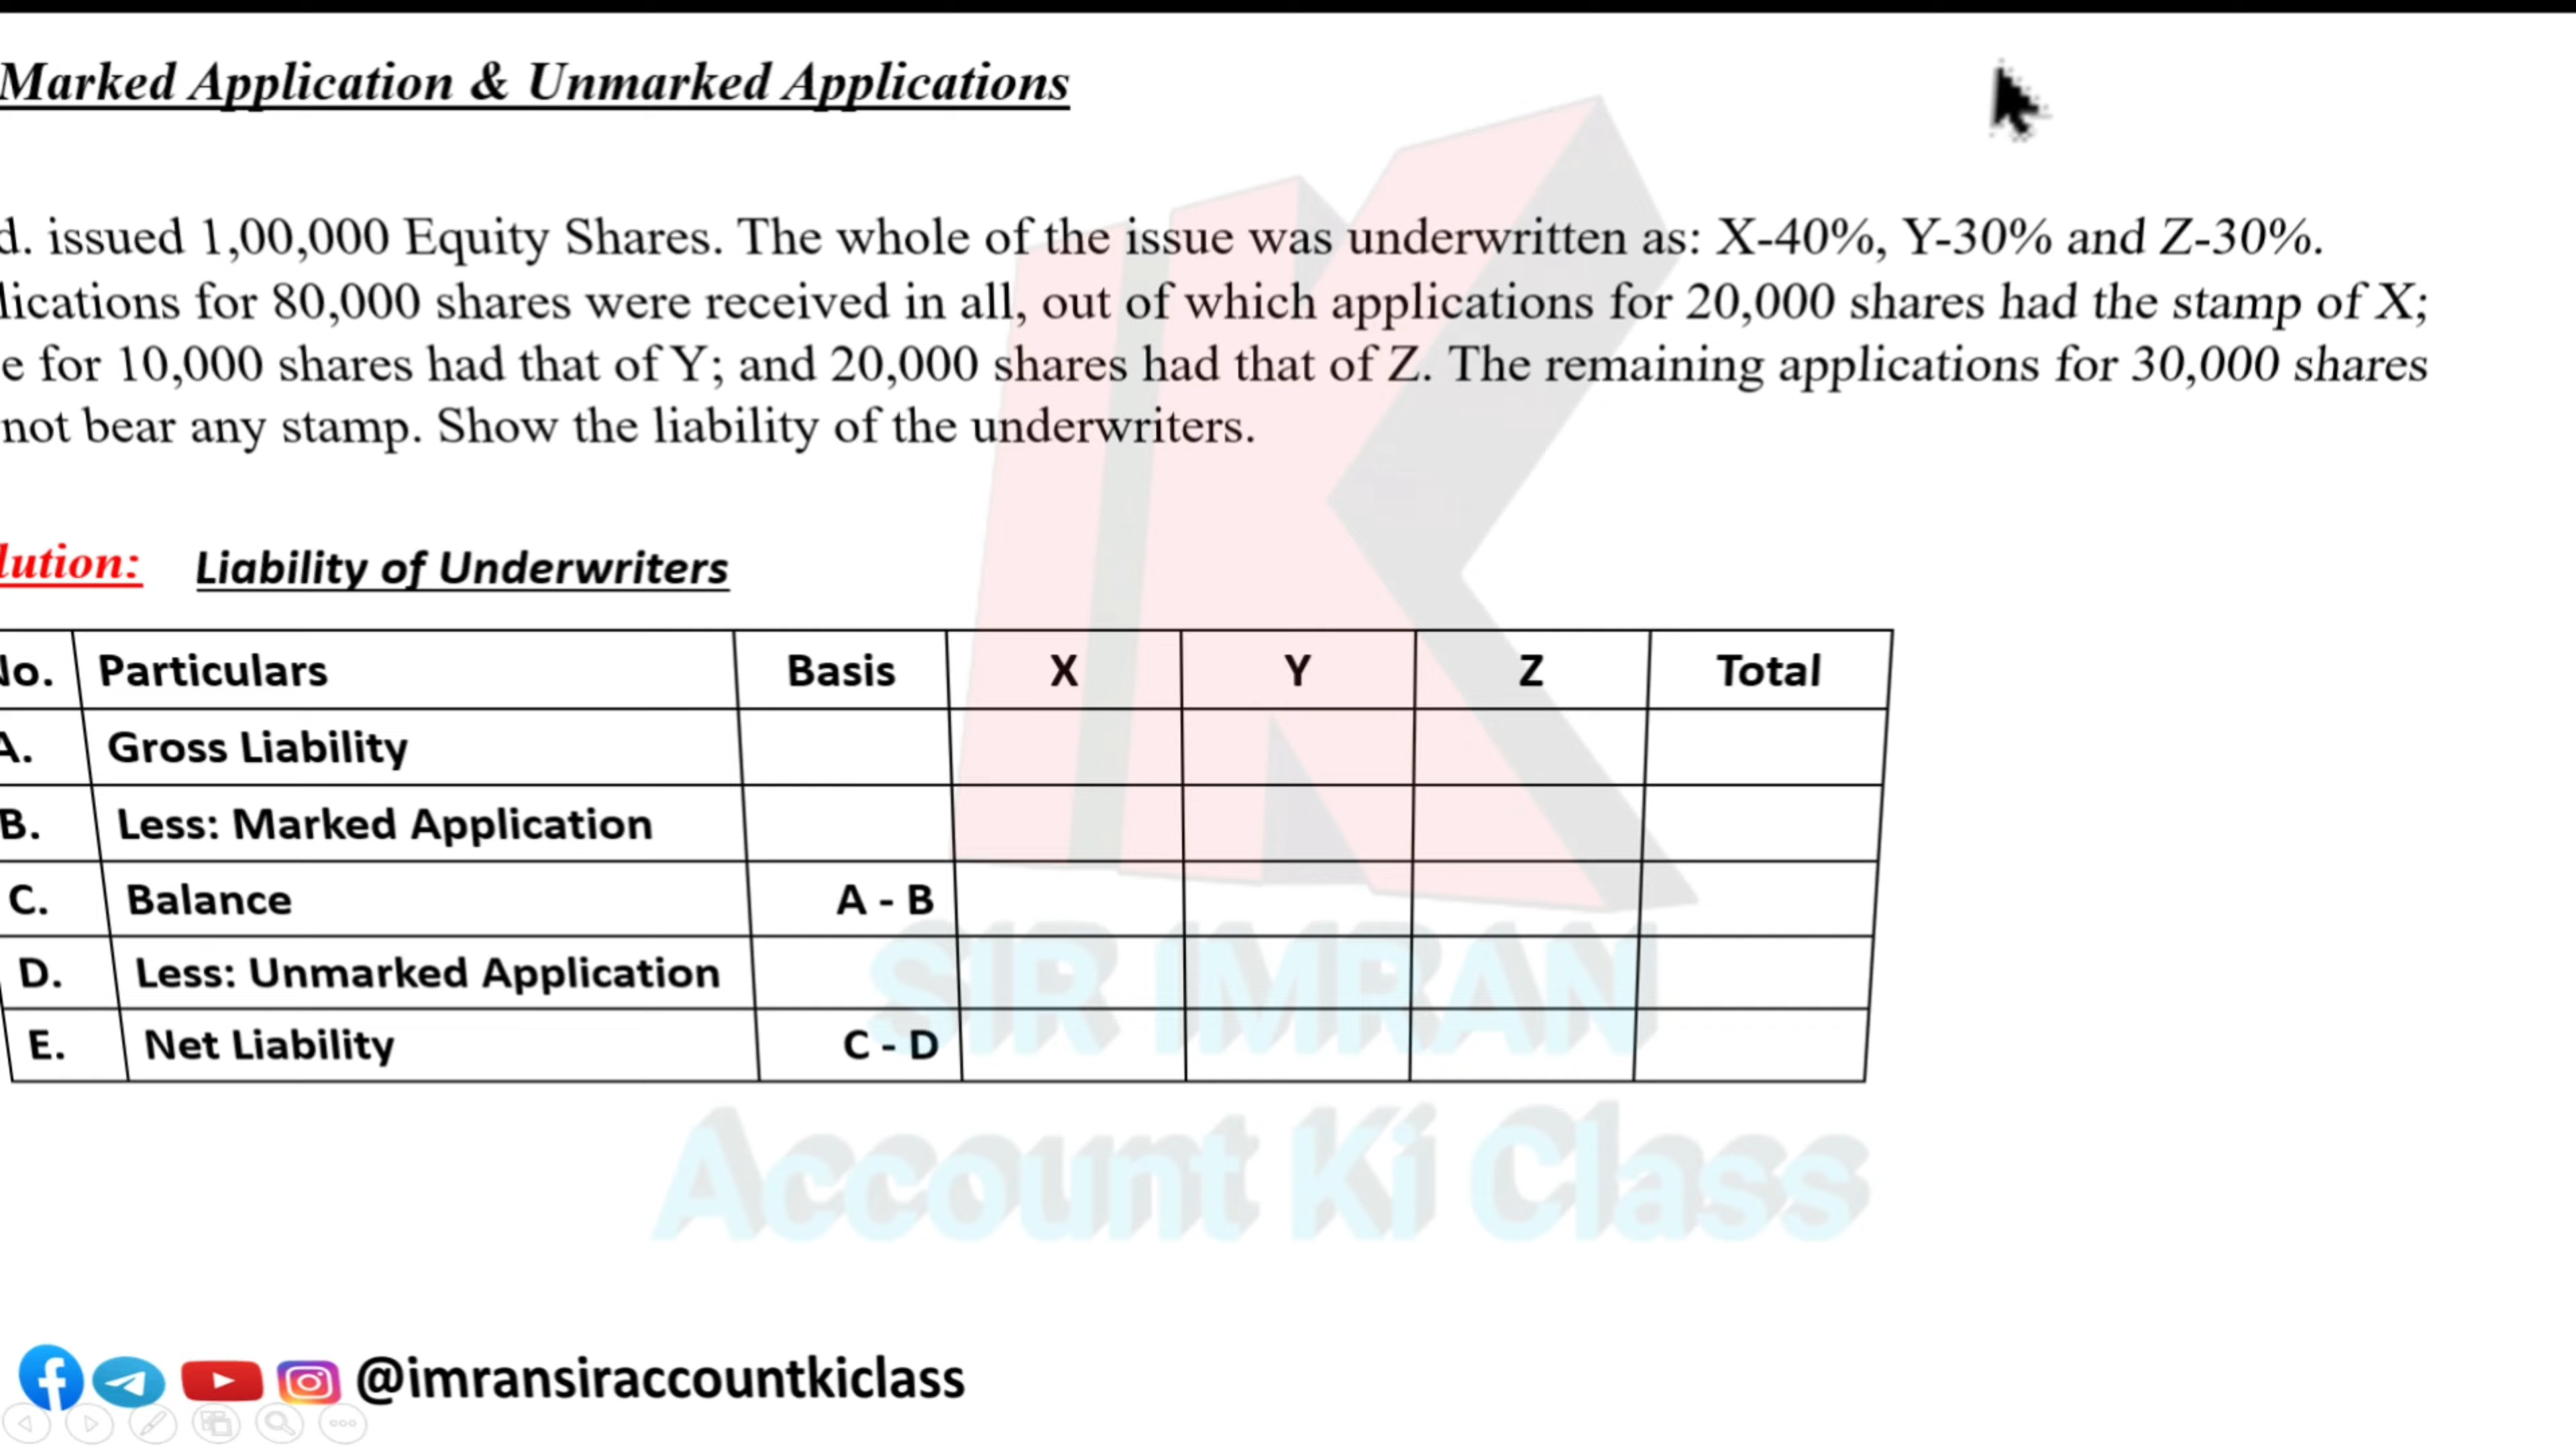 Marked Application & Unmarked Applications
d. issued 1,00,000 Equity Shares. The whole of the issue was underwritten as: X-40%, Y-30% and Z-30%.
lications for 80,000 shares were received in all, out of which applications for 20,000 shares had the stamp of X;
e for 10,000 shares had that of Y; and 20,000 shares had that of Z. The remaining applications for 30,000 shares
not bear any stamp. Show the liability of the underwriters.
lution: Liability of Underwriters
No. Particulars Basis X Y Z Total
A. Gross Liability
B. Less: Marked Application
C. Balance A - B
D. Less: Unmarked Application
E. Net Liability C - D
SIR IMRAN
Account Ki Class
@imransiraccountkiclass